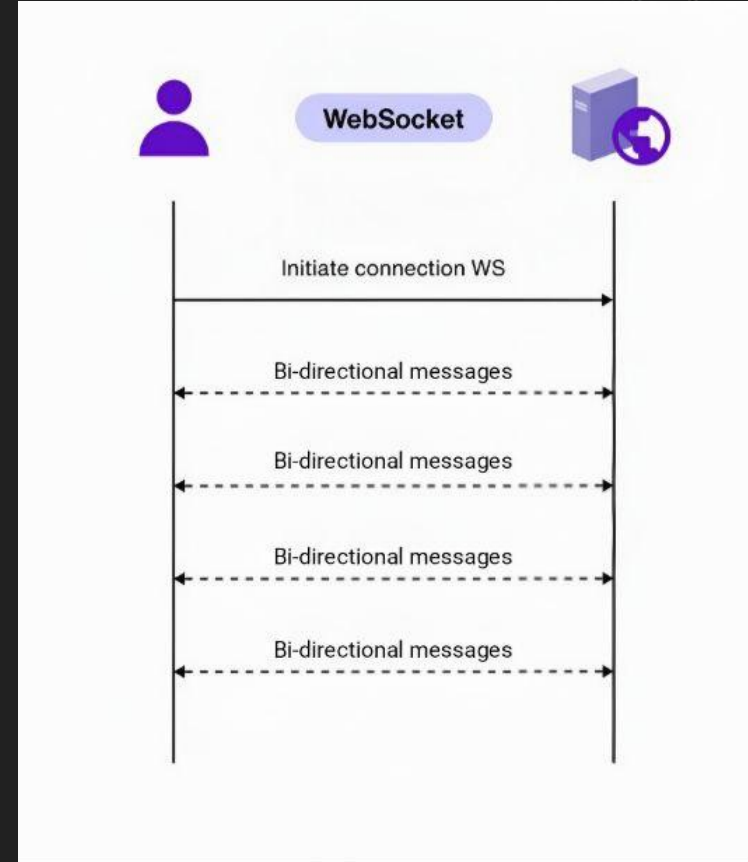 WebSocket
Initiate connection WS
Bi-directional messages
Bi-directional messages
Bi-directional messages
Bi-directional messages